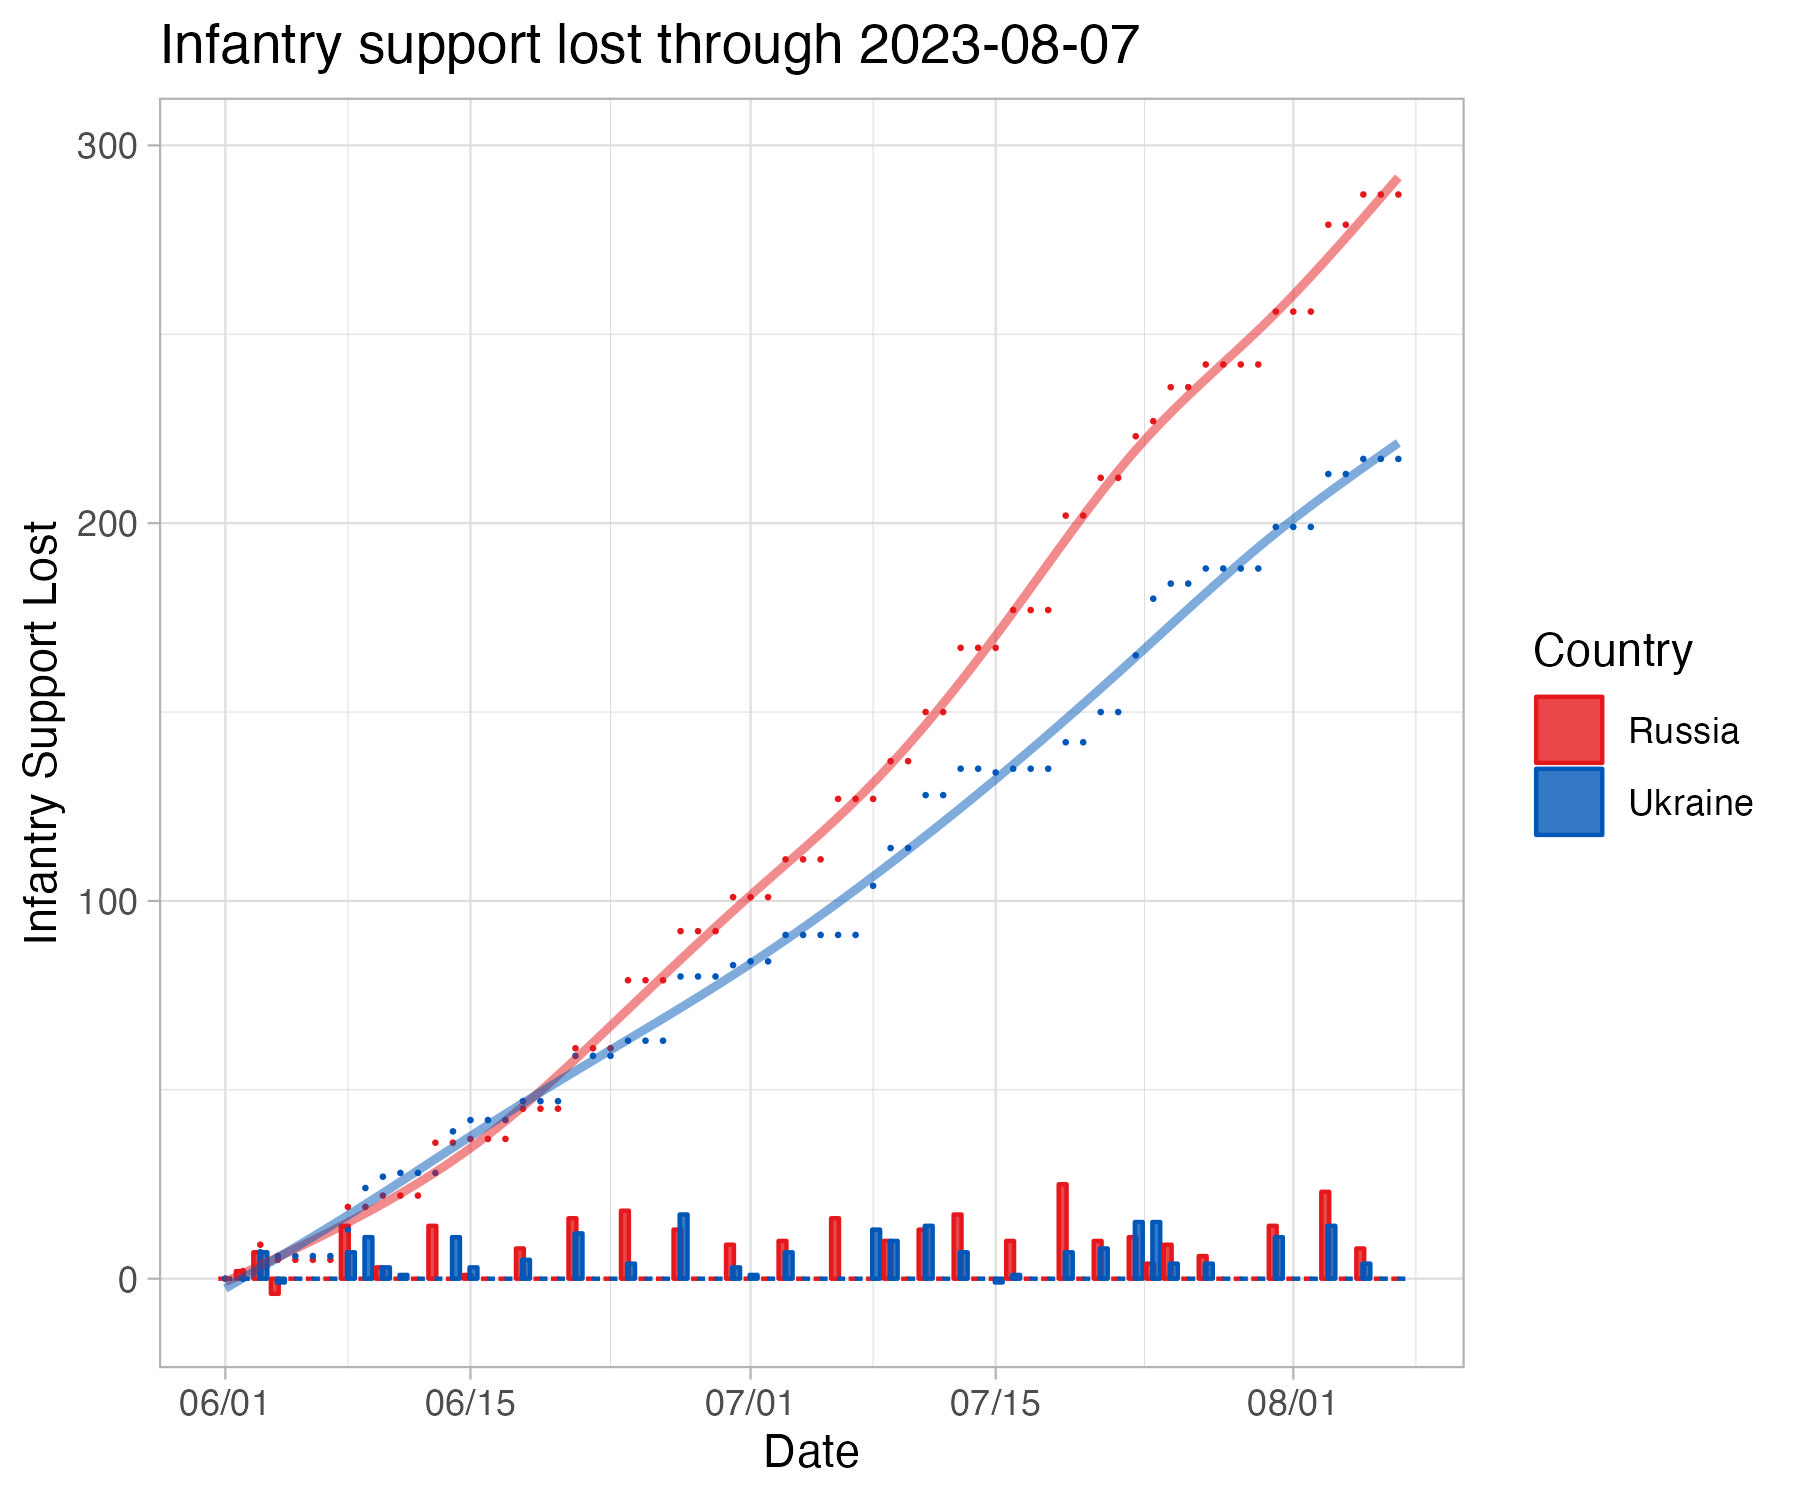 Infantry support lost through 2023-08-07
300
200
100
0
Infantry Support Lost
06/01
06/15
07/01
07/15
08/01
Date
Country
Russia
Ukraine